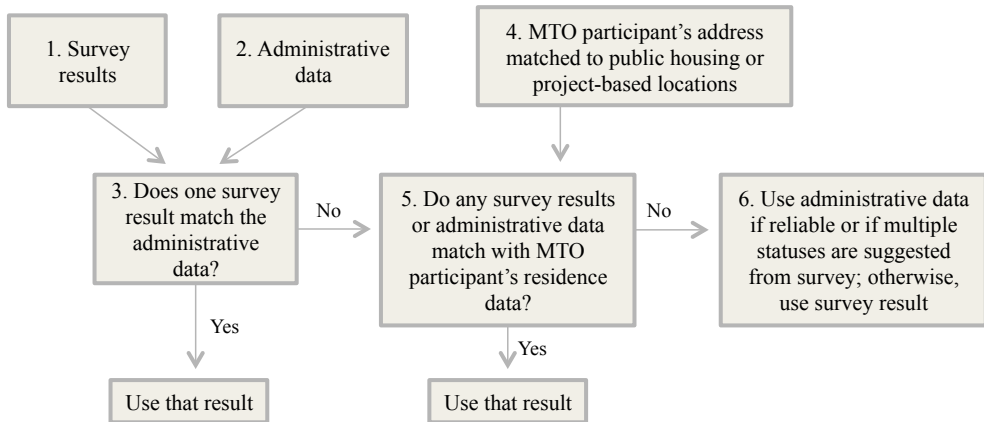 1. Survey
results
2. Administrative
data
4. MTO participant’s address
matched to public housing or
project-based locations
3. Does one survey
result match the
administrative
data?
No
5. Do any survey results
or administrative data
match with MTO
participant’s residence
data?
No
6. Use administrative data
if reliable or if multiple
statuses are suggested
from survey; otherwise,
use survey result
Yes
Yes
Use that result
Use that result